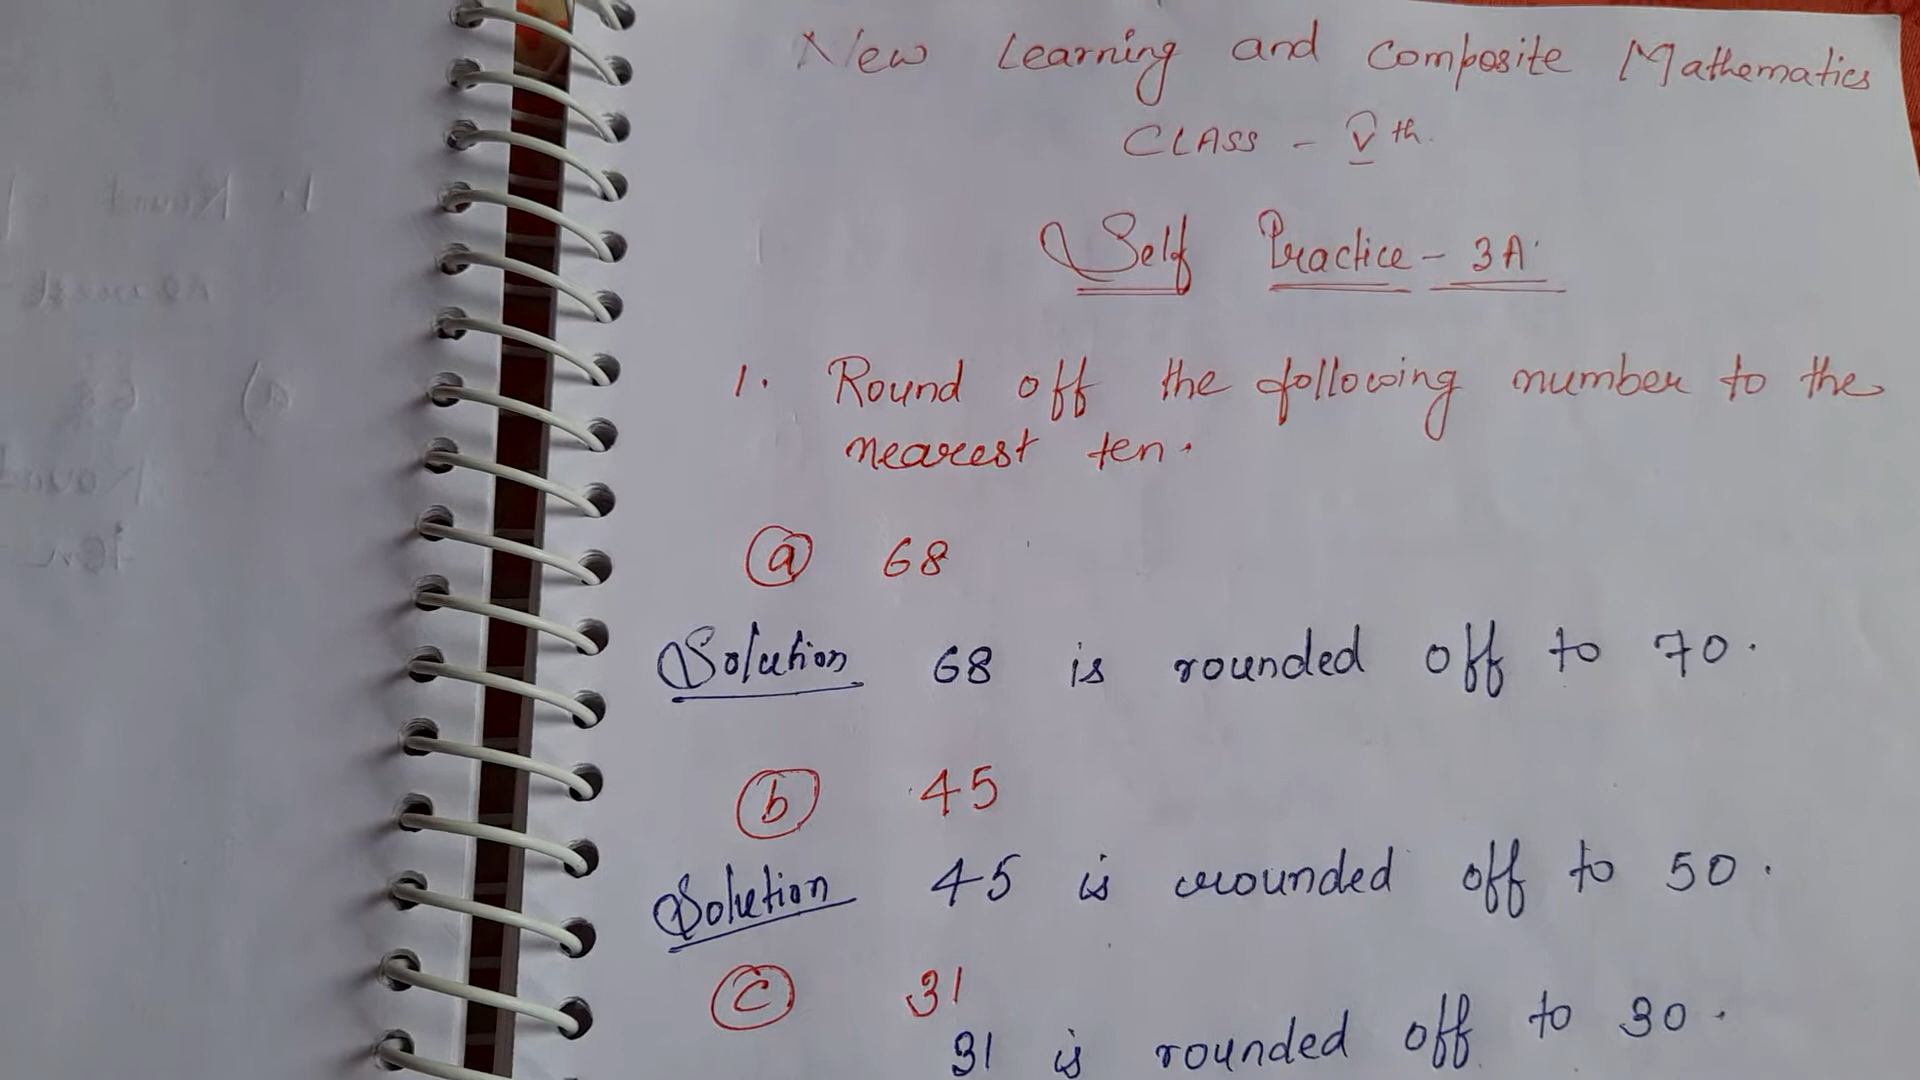 New Learning and Composite Mathematics
CLASS - Vth.
Self Practice - 3A
1. Round off the following number to the
nearest ten.
(a) 68
Solution 68 is rounded off to 70.
(b) 45
Solution 45 is rounded off to 50.
(c) 31
31 is rounded off to 30.